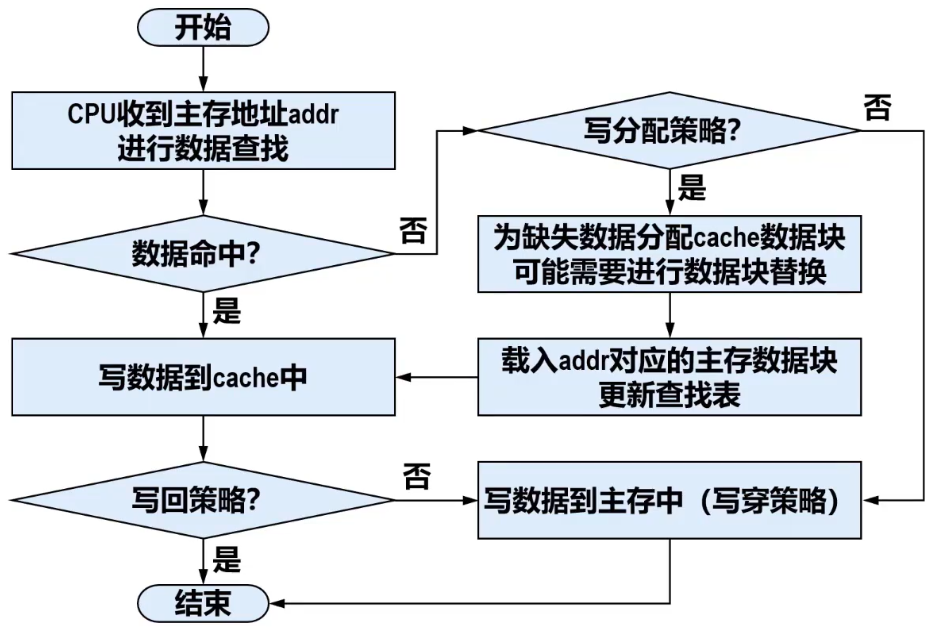 开始
CPU收到主存地址addr
进行数据查找
数据命中？
否
是
写分配策略？
否
是
为缺失数据分配cache数据块
可能需要进行数据块替换
载入addr对应的主存数据块
更新查找表
写数据到cache中
写回策略？
否
是
写数据到主存中（写穿策略）
结束